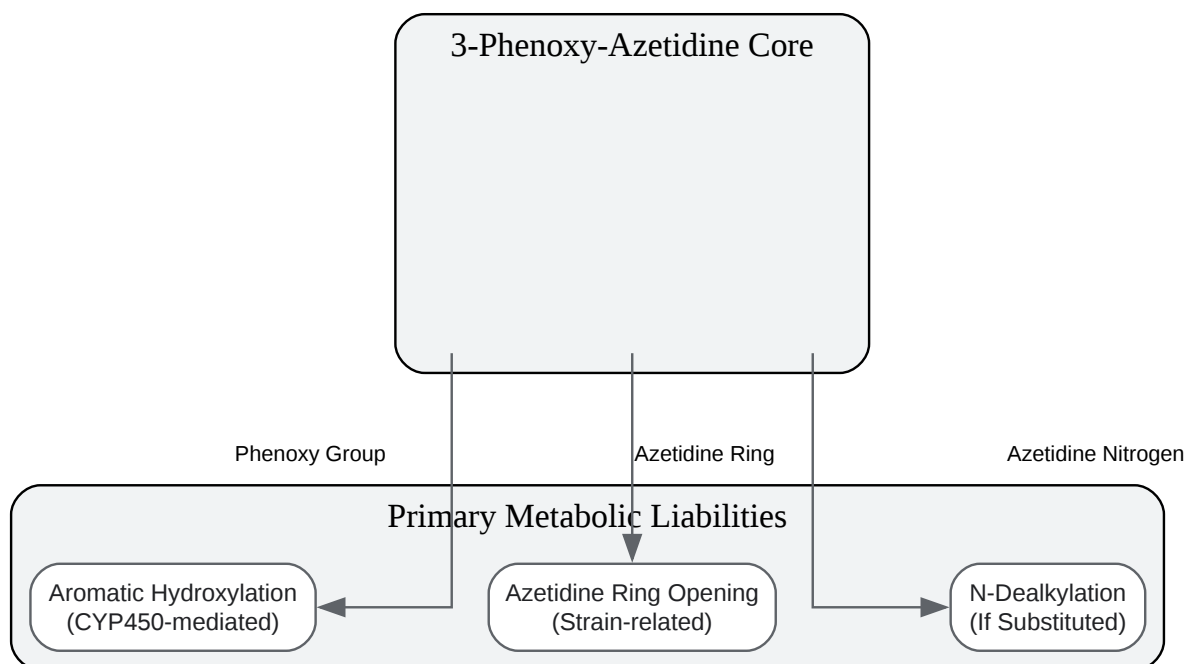 3-Phenoxy-Azetidine Core
Phenoxy Group
Azetidine Ring
Azetidine Nitrogen
Primary Metabolic Liabilities
Aromatic Hydroxylation
(CYP450-mediated)
Azetidine Ring Opening
(Strain-related)
N-Dealkylation
(If Substituted)